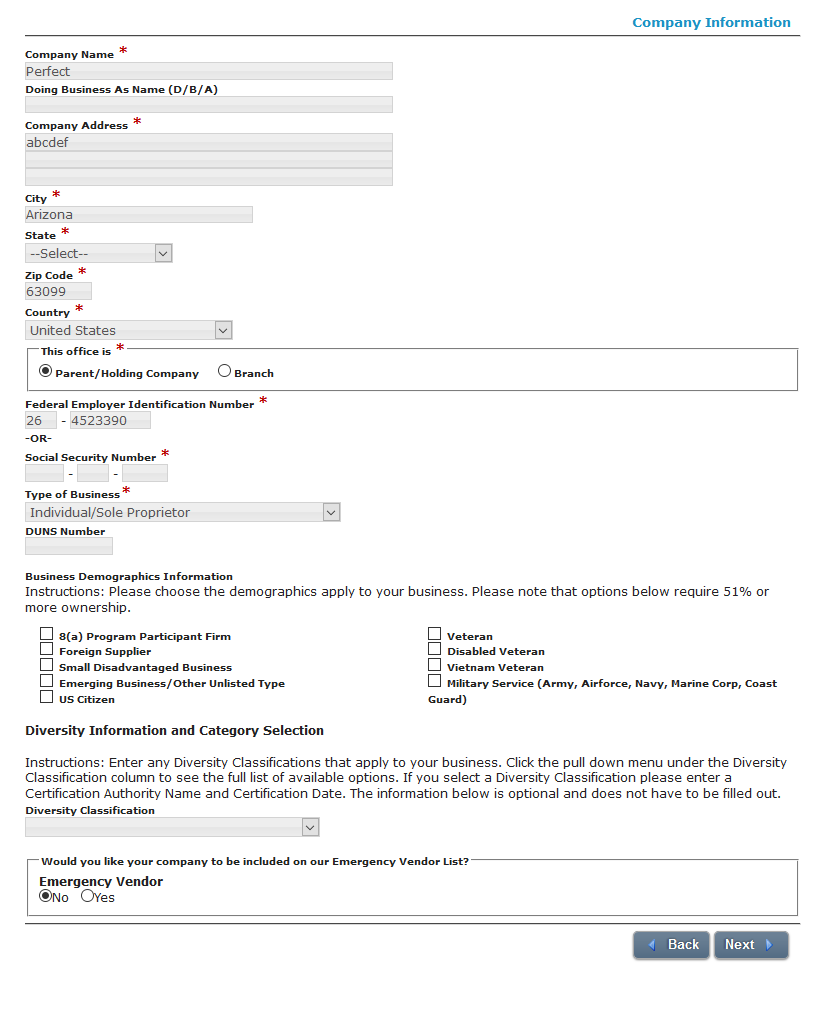 Company Information
Company Name *
Perfect
Doing Business As Name (D/B/A)
Company Address *
abcdef
City *
Arizona
State *
--Select--
Zip Code *
63099
Country *
United States
This office is *
Parent/Holding Company Branch
Federal Employer Identification Number *
26 - 4523390
-OR-
Social Security Number *
- -
Type of Business *
Individual/Sole Proprietor
DUNS Number
Business Demographics Information
Instructions: Please choose the demographics apply to your business. Please note that options below require 51% or
more ownership.
8(a) Program Participant Firm
Foreign Supplier
Small Disadvantaged Business
Emerging Business/Other Unlisted Type
US Citizen
Veteran
Disabled Veteran
Vietnam Veteran
Military Service (Army, Airforce, Navy, Marine Corp, Coast
Guard)
Diversity Information and Category Selection
Instructions: Enter any Diversity Classifications that apply to your business. Click the pull down menu under the Diversity
Classification column to see the full list of available options. If you select a Diversity Classification please enter a
Certification Authority Name and Certification Date. The information below is optional and does not have to be filled out.
Diversity Classification
Would you like your company to be included on our Emergency Vendor List?
Emergency Vendor
No Yes
Back Next